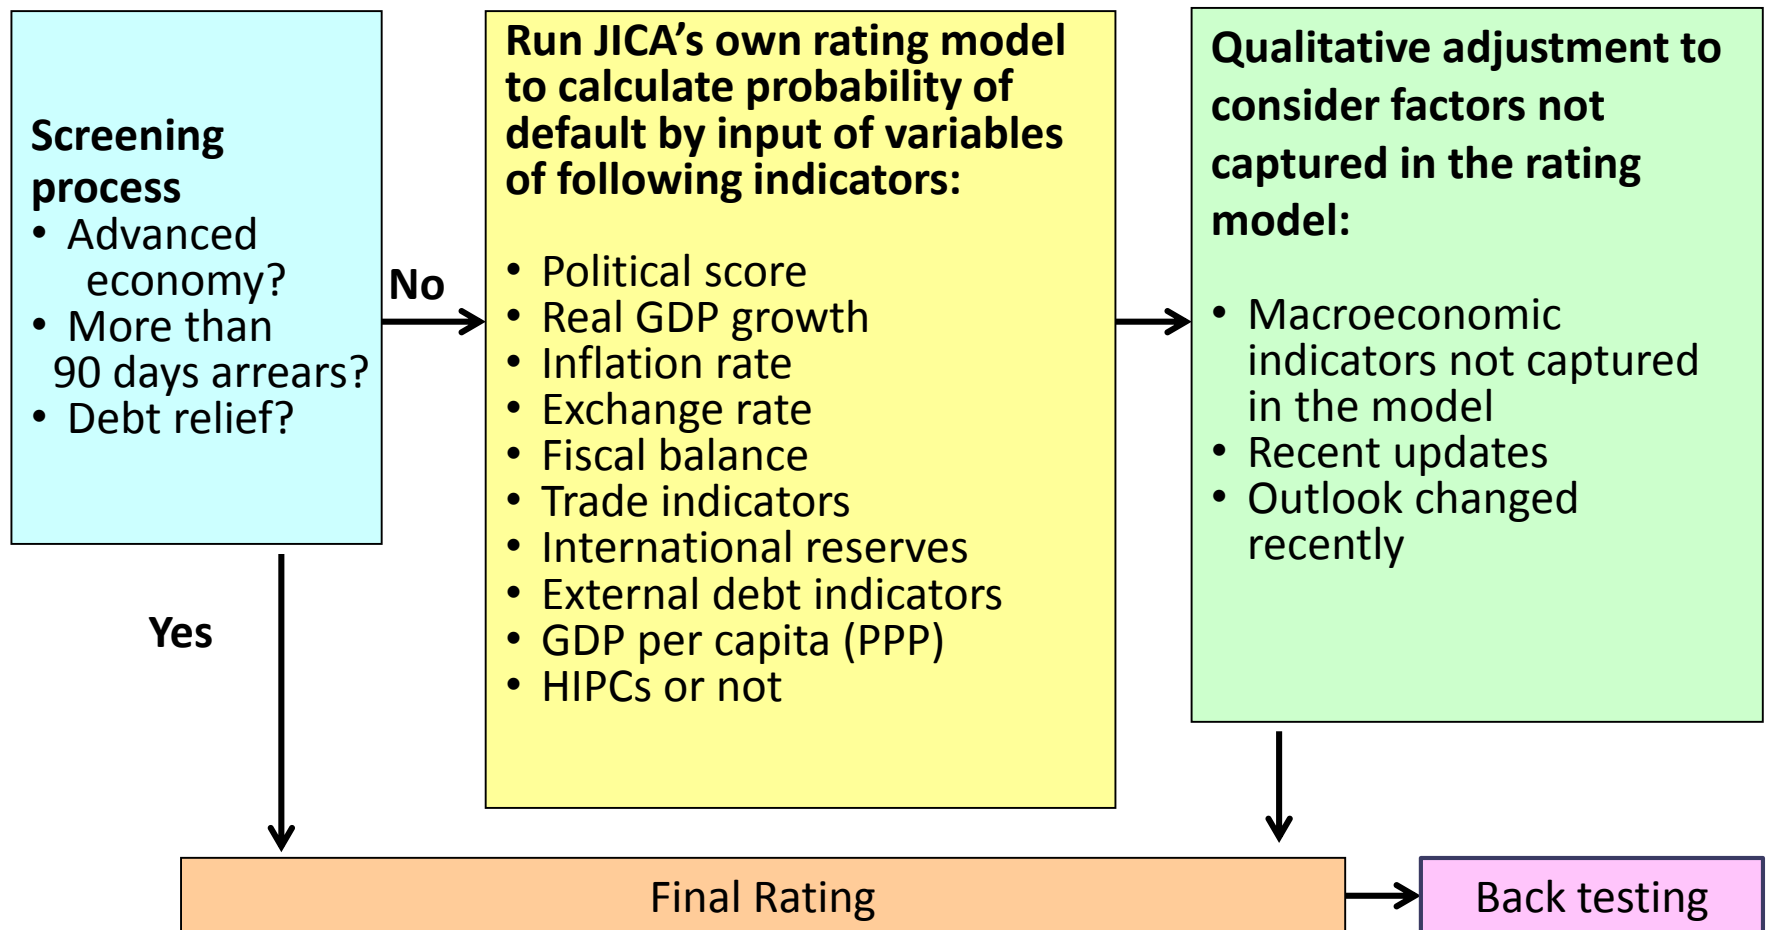 Screening
process
• Advanced
economy?
• More than
90 days arrears?
• Debt relief?
No
Yes
Run JICA’s own rating model
to calculate probability of
default by input of variables
of following indicators:
• Political score
• Real GDP growth
• Inflation rate
• Exchange rate
• Fiscal balance
• Trade indicators
• International reserves
• External debt indicators
• GDP per capita (PPP)
• HIPCs or not
Qualitative adjustment to
consider factors not
captured in the rating
model:
• Macroeconomic
indicators not captured
in the model
• Recent updates
• Outlook changed
recently
Final Rating
Back testing